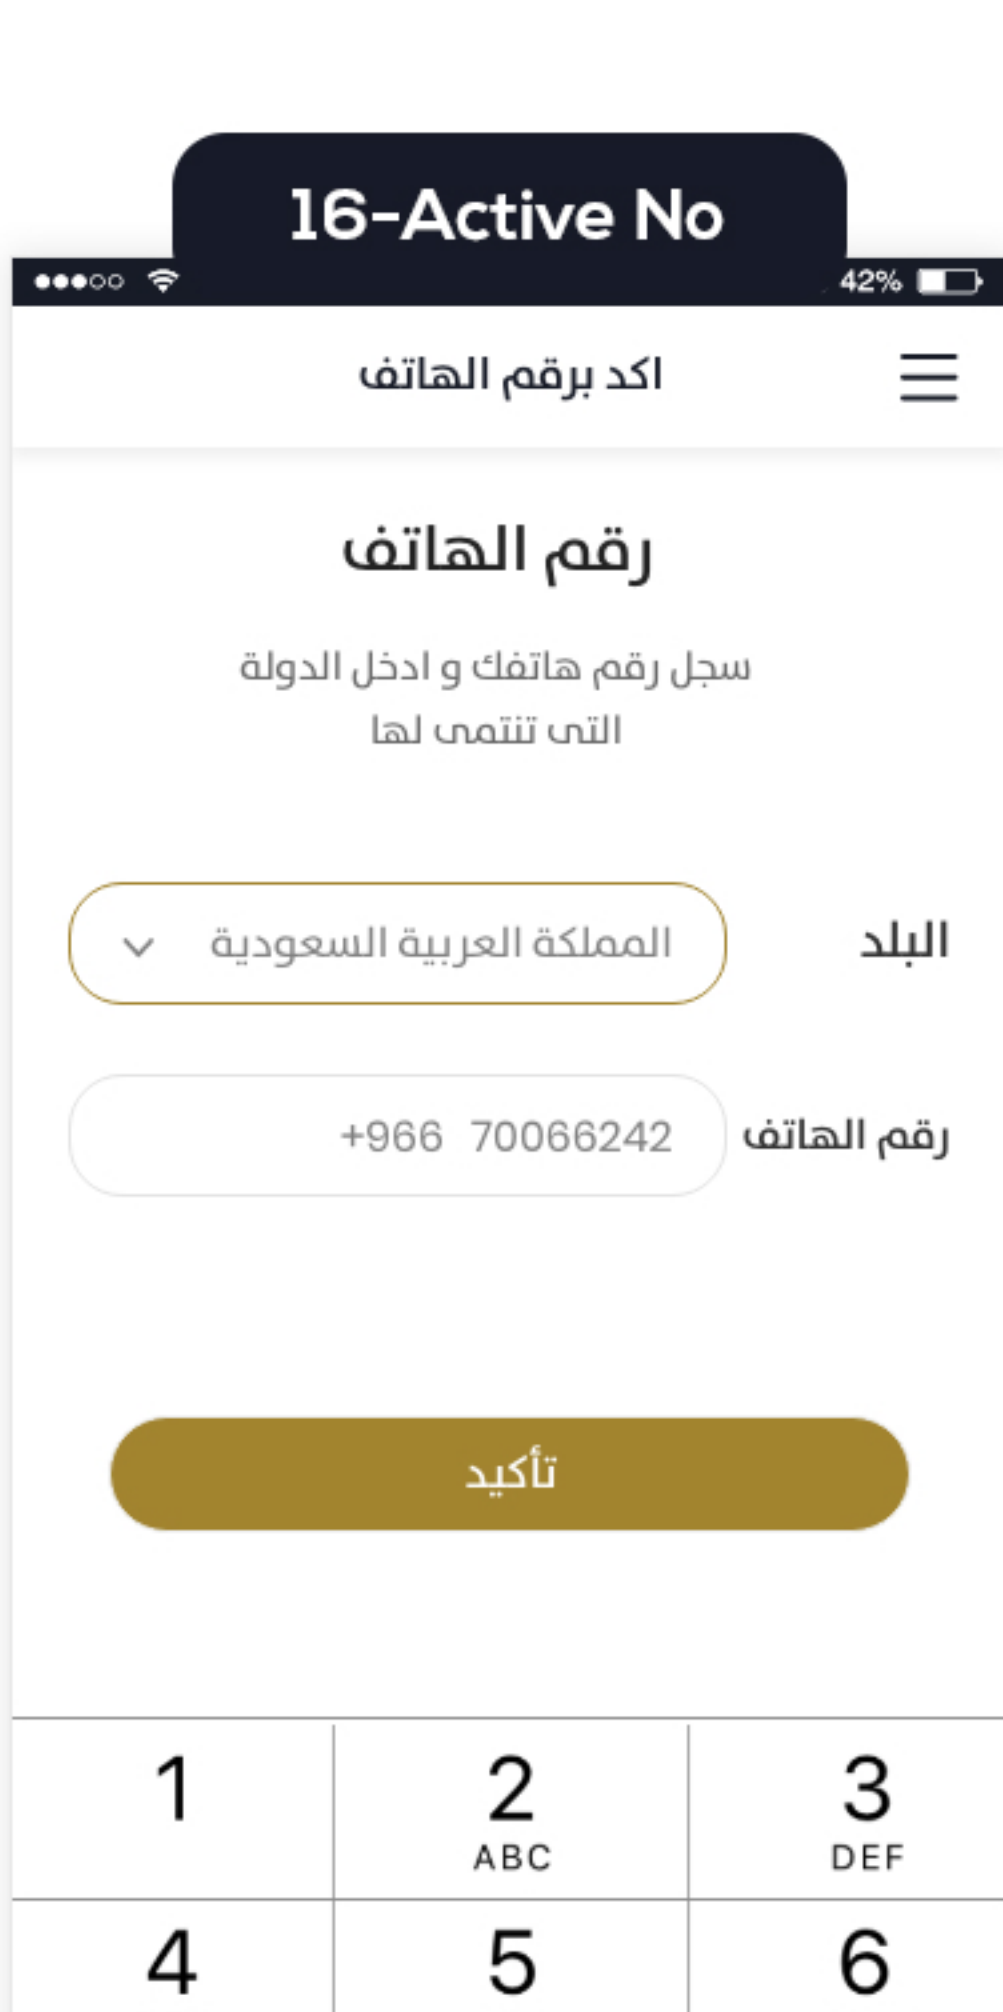 16-Active No
42%
اكد برقم الهاتف
رقم الهاتف
سجل رقم هاتفك و ادخل الدولة
التى تنتمى لها
البلد
المملكة العربية السعودية
رقم الهاتف
+966 70066242
تأكيد
1 2 3
ABC DEF
4 5 6